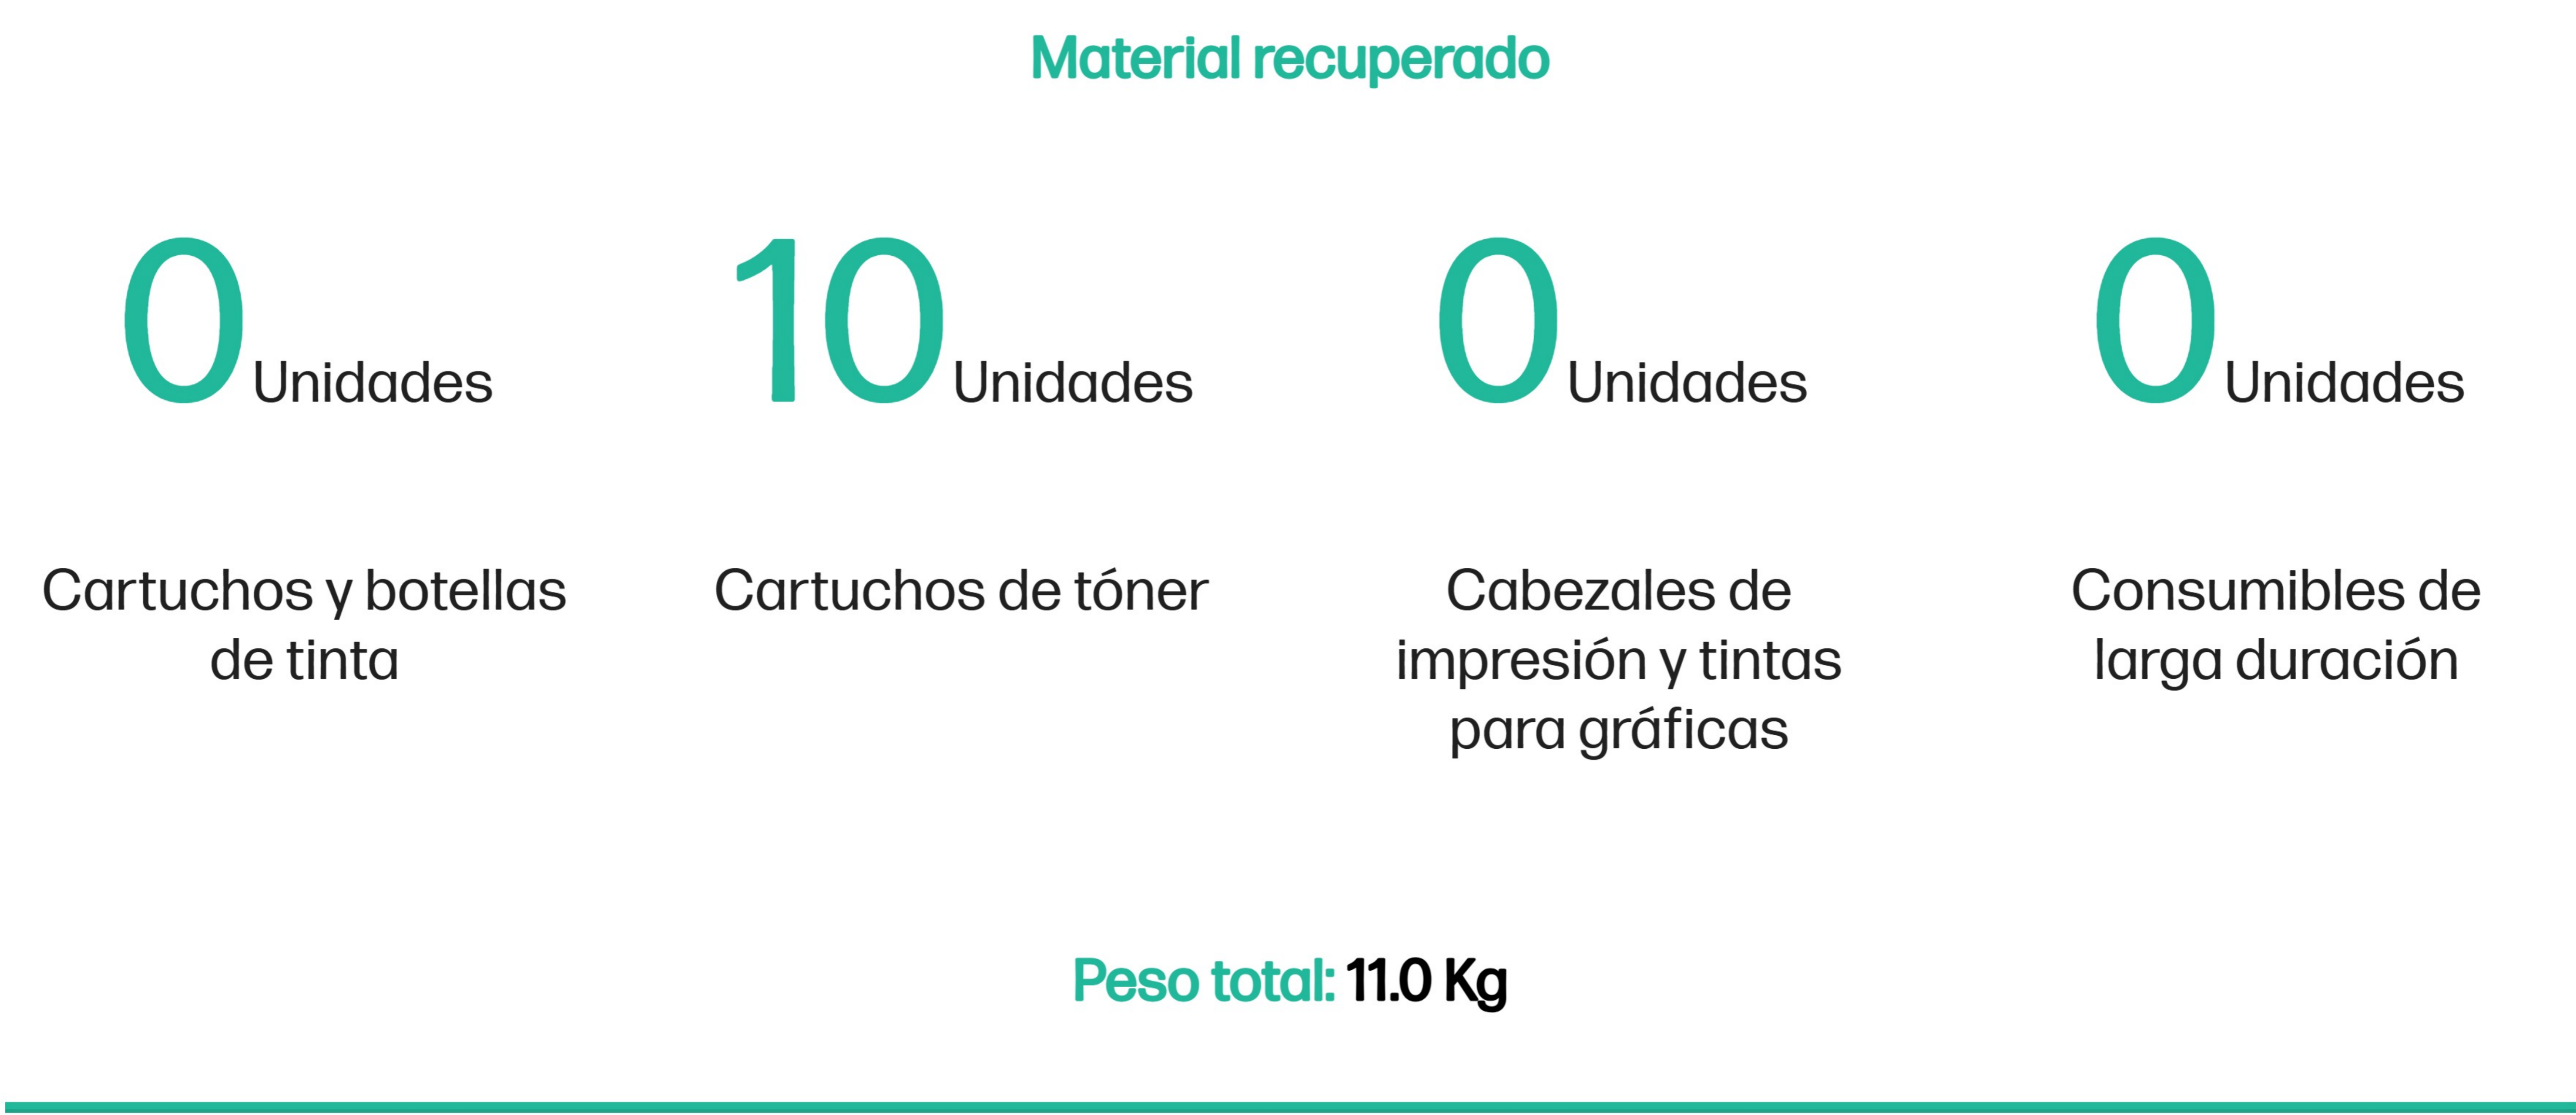 Material recuperado
0 Unidades
10 Unidades
0 Unidades
0 Unidades
Cartuchos y botellas
de tinta
Cartuchos de tóner
Cabezales de
impresión y tintas
para gráficas
Consumibles de
larga duración
Peso total: 11.0 Kg